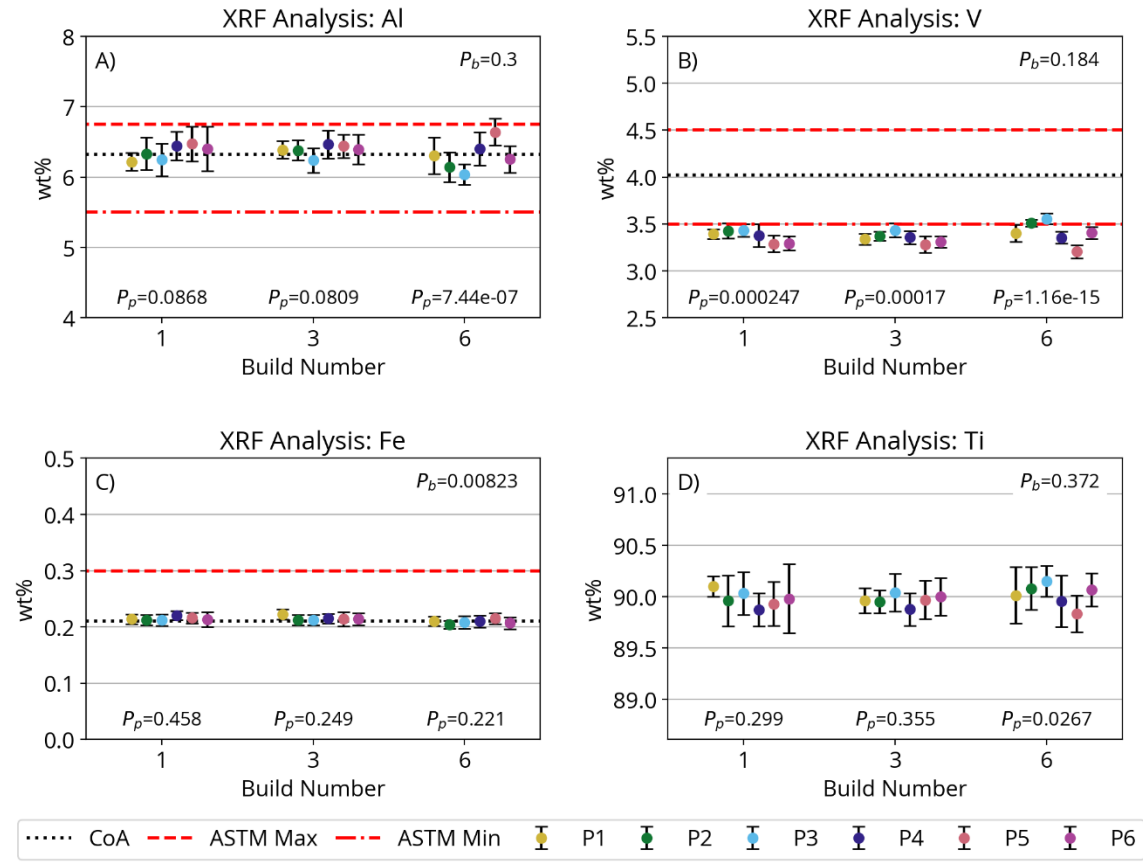 XRF Analysis: Al
A)
P_b=0.3
8
7
6
5
4
wt%
P_p=0.0868
P_p=0.0809
P_p=7.44e-07
1
3
6
Build Number
XRF Analysis: V
B)
P_b=0.184
5.5
5.0
4.5
4.0
3.5
3.0
2.5
wt%
P_p=0.000247
P_p=0.00017
P_p=1.16e-15
1
3
6
Build Number
XRF Analysis: Fe
C)
P_b=0.00823
0.5
0.4
0.3
0.2
0.1
0.0
wt%
P_p=0.458
P_p=0.249
P_p=0.221
1
3
6
Build Number
XRF Analysis: Ti
D)
P_b=0.372
91.0
90.5
90.0
89.5
89.0
wt%
P_p=0.299
P_p=0.355
P_p=0.0267
1
3
6
Build Number
CoA
ASTM Max
ASTM Min
P1
P2
P3
P4
P5
P6